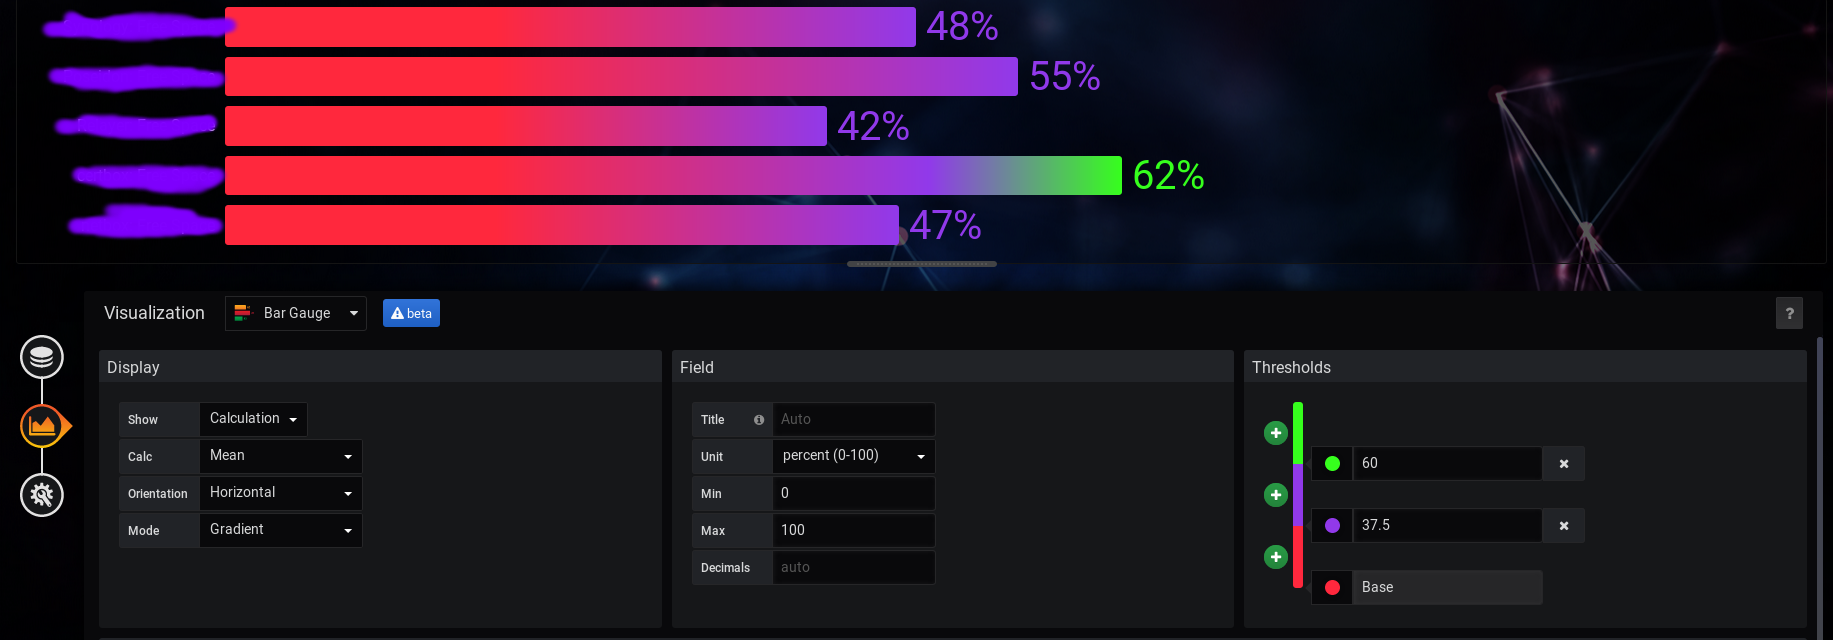 48%
55%
42%
62%
47%
Visualization Bar Gauge beta ?
Display
Show Calculation
Calc Mean
Orientation Horizontal
Mode Gradient
Field
Title Auto
Unit percent (0-100)
Min 0
Max 100
Decimals auto
Thresholds
60
37.5
Base